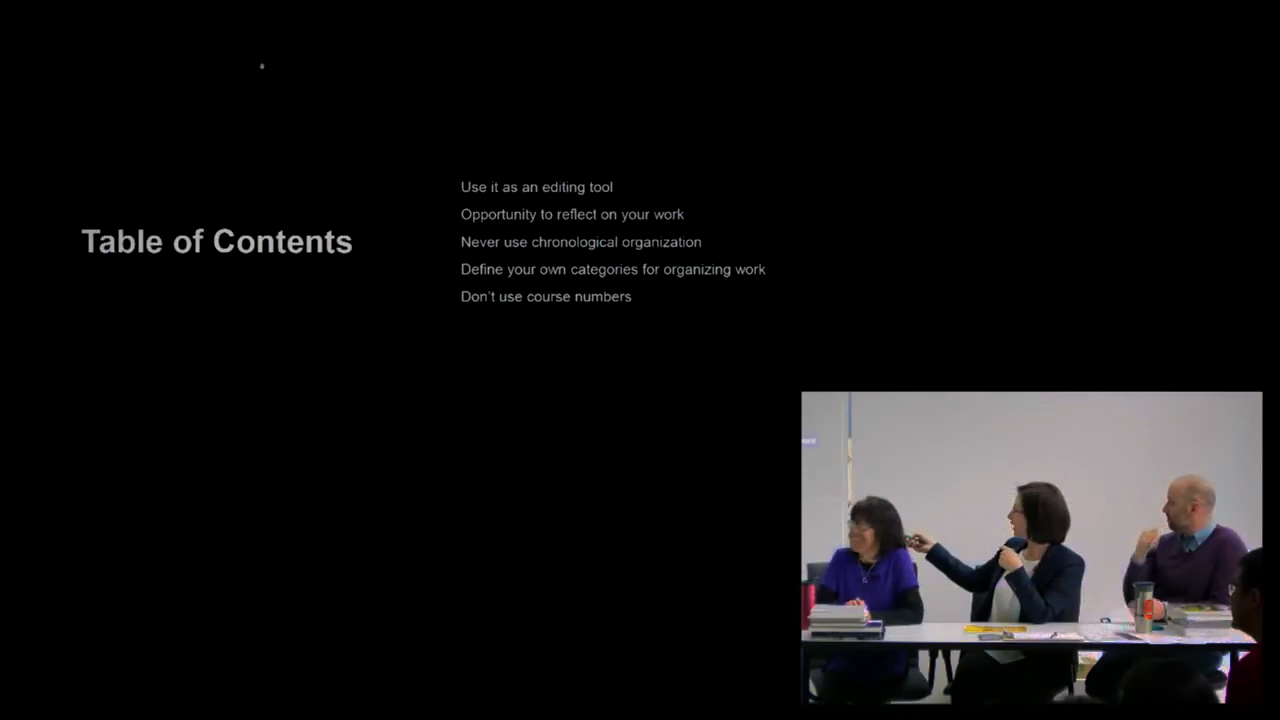 Table of Contents
Use it as an editing tool
Opportunity to reflect on your work
Never use chronological organization
Define your own categories for organizing work
Don't use course numbers